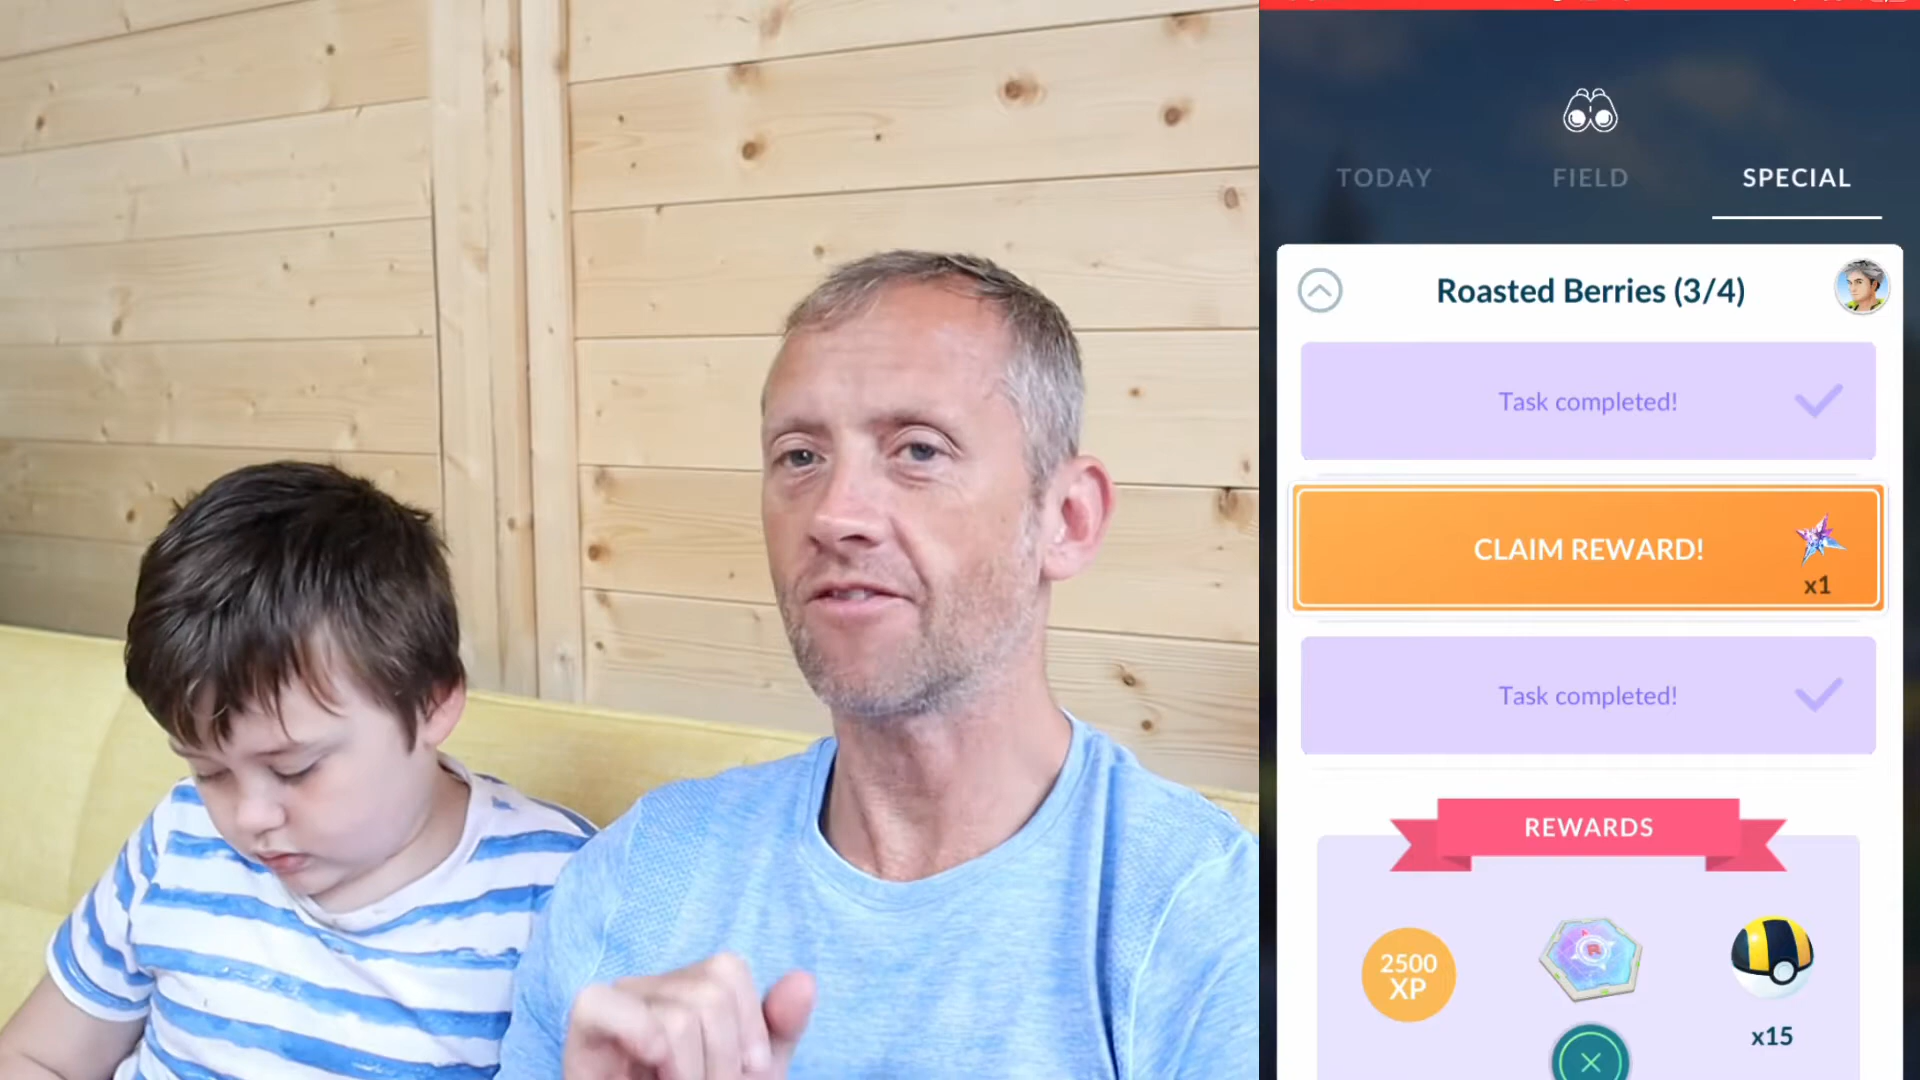 TODAY FIELD SPECIAL
Roasted Berries (3/4)
Task completed!
CLAIM REWARD!
x1
Task completed!
REWARDS
2500
XP
R
x15